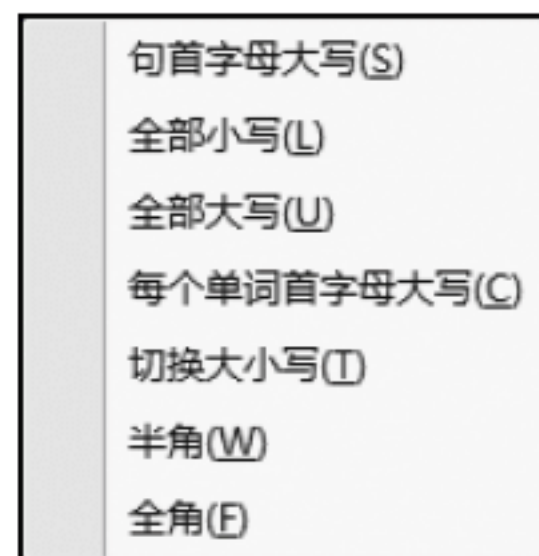 句首字母大写(S)
全部小写(L)
全部大写(U)
每个单词首字母大写(C)
切换大小写(T)
半角(W)
全角(F)